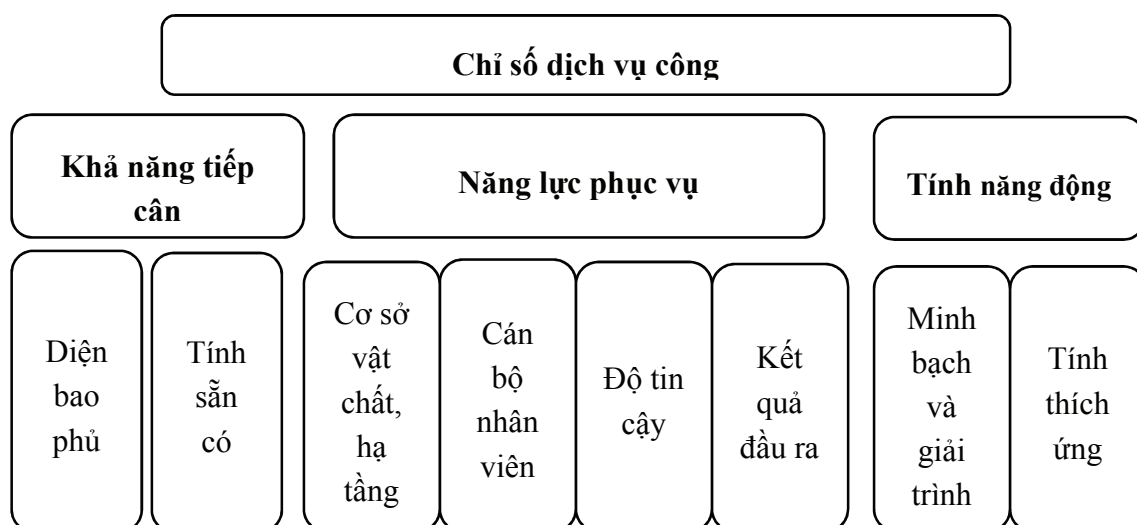 Chỉ số dịch vụ công
Khả năng tiếp
cân
Năng lực phục vụ
Tính năng động
Diện
bao
phủ
Tính
sẵn
có
Cơ sở
vật
chất,
hạ
tầng
Cán
bộ
nhân
viên
Độ tin
cậy
Kết
quả
đầu ra
Minh
bạch
và
giải
trình
Tính
thích
ứng